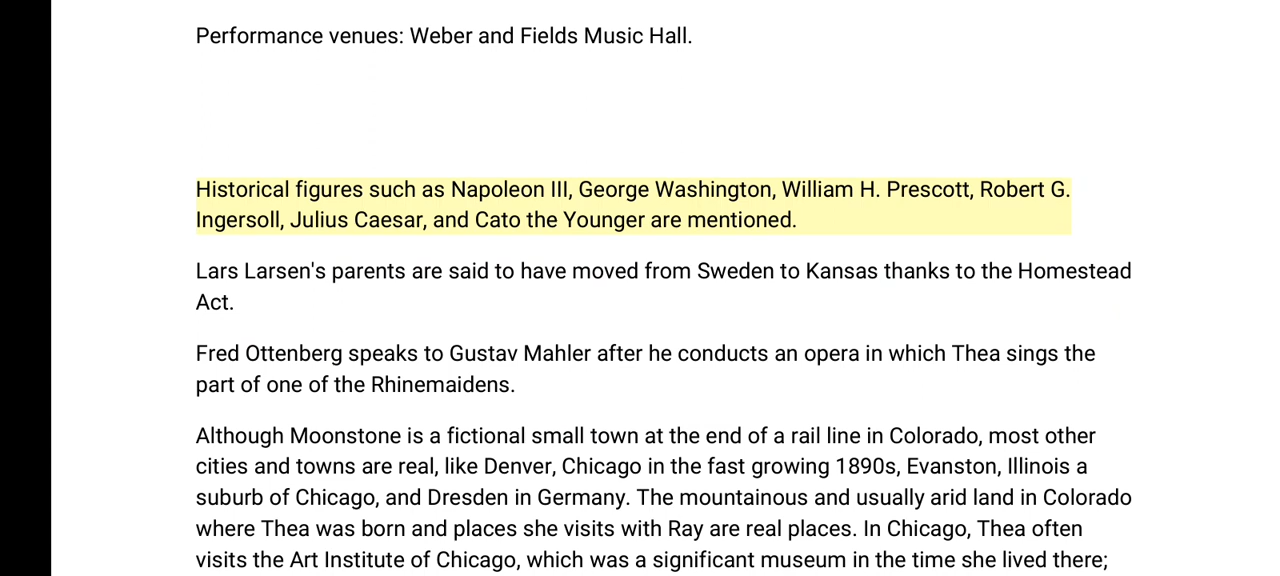 Performance venues: Weber and Fields Music Hall.
Historical figures such as Napoleon III, George Washington, William H. Prescott, Robert G.
Ingersoll, Julius Caesar, and Cato the Younger are mentioned.
Lars Larsen's parents are said to have moved from Sweden to Kansas thanks to the Homestead
Act.
Fred Ottenberg speaks to Gustav Mahler after he conducts an opera in which Thea sings the
part of one of the Rhinemaidens.
Although Moonstone is a fictional small town at the end of a rail line in Colorado, most other
cities and towns are real, like Denver, Chicago in the fast growing 1890s, Evanston, Illinois a
suburb of Chicago, and Dresden in Germany. The mountainous and usually arid land in Colorado
where Thea was born and places she visits with Ray are real places. In Chicago, Thea often
visits the Art Institute of Chicago, which was a significant museum in the time she lived there;